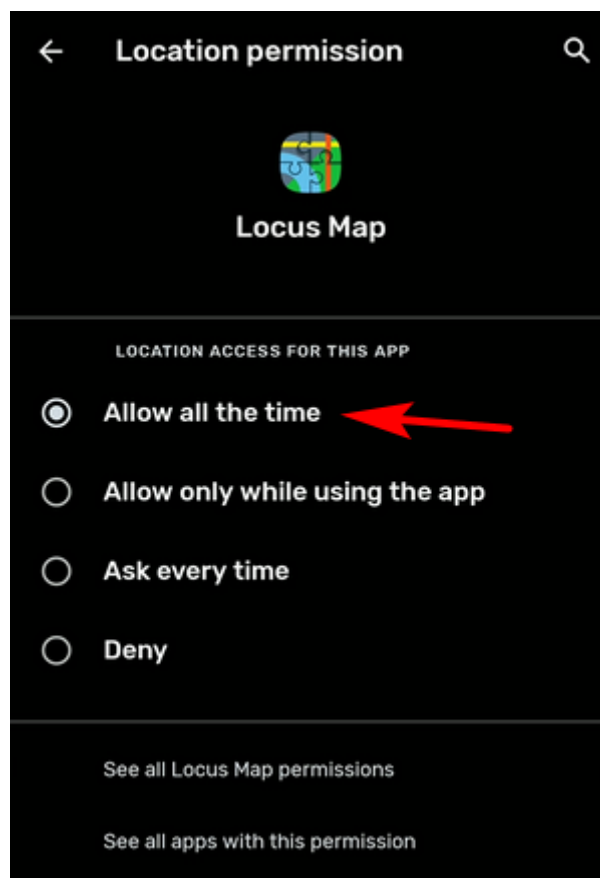 Location permission
Locus Map
LOCATION ACCESS FOR THIS APP
Allow all the time
Allow only while using the app
Ask every time
Deny
See all Locus Map permissions
See all apps with this permission